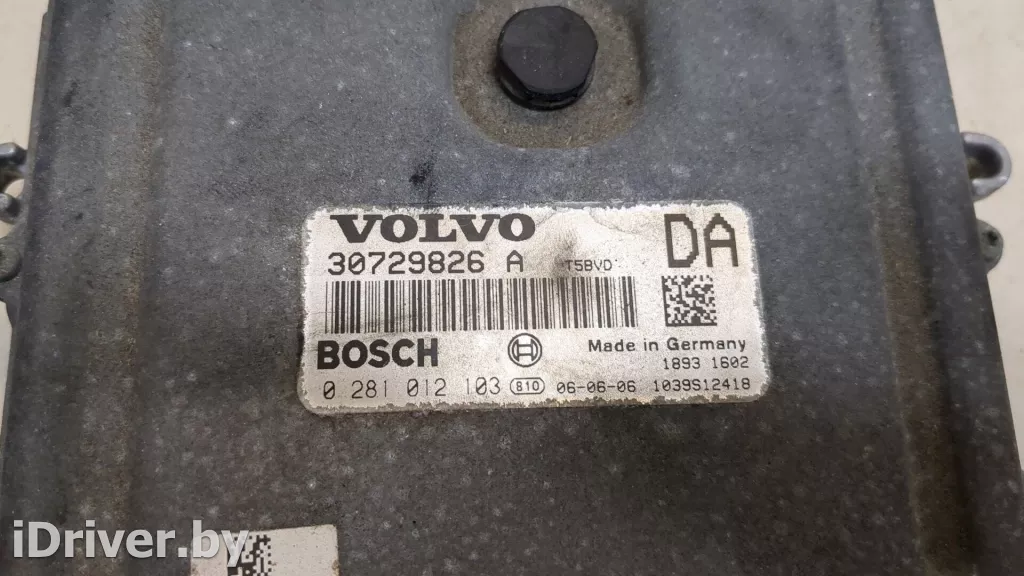 VOLVO
30729826 A T5BVD DA
BOSCH Made in Germany
1893 1602
0 281 012 103 810 06-06-06 1039S12418
iDriver.by